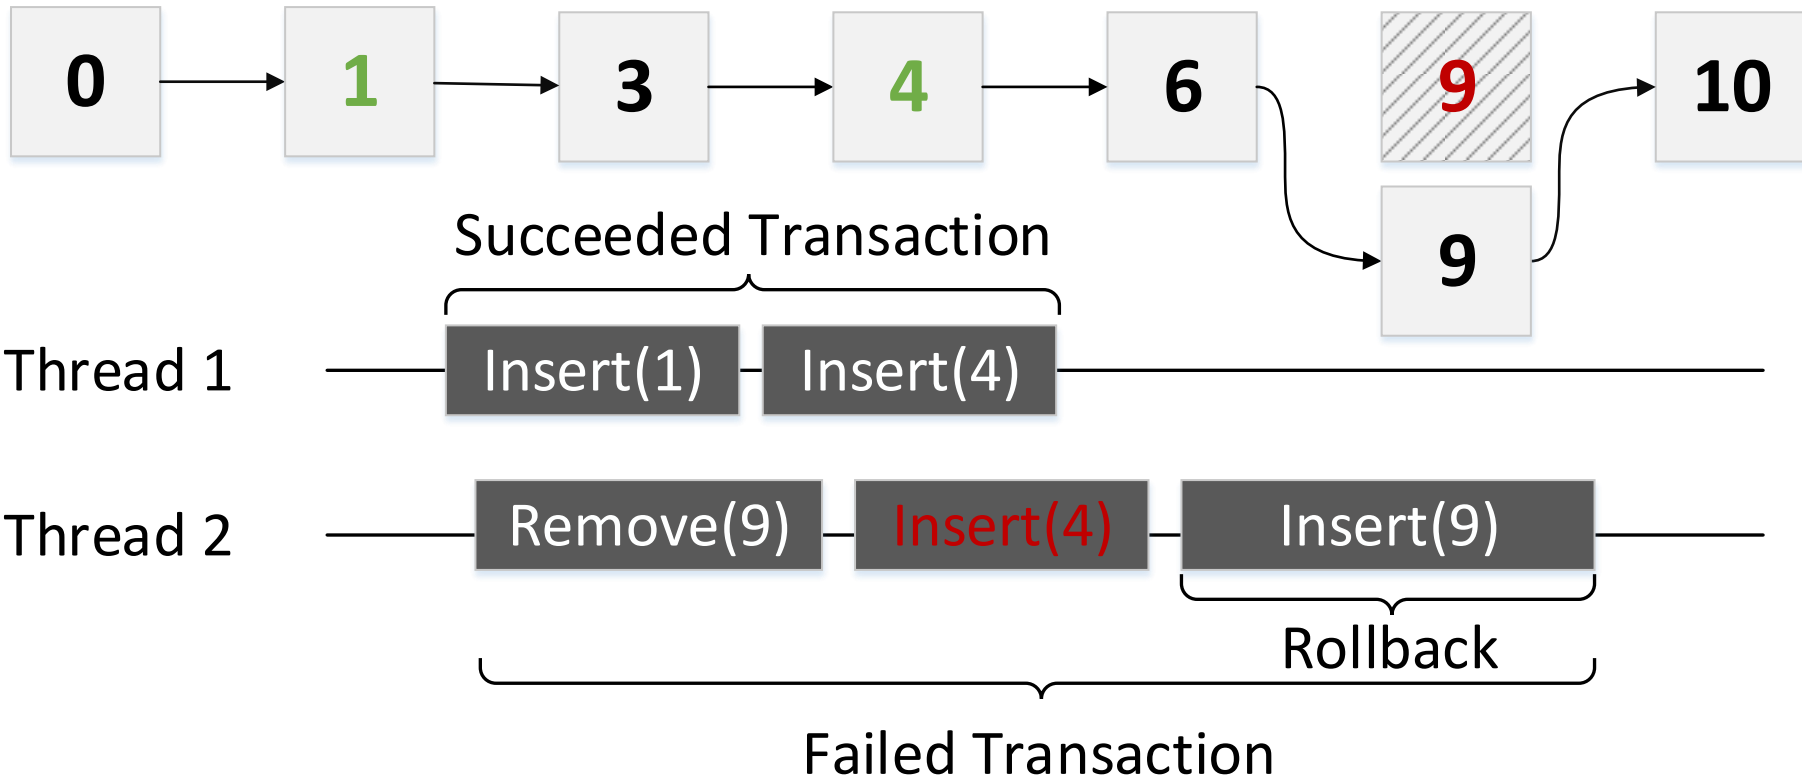 0 1 3 4 6 9 10
9
Succeeded Transaction
Thread 1 Insert(1) Insert(4)
Thread 2 Remove(9) Insert(4) Insert(9)
Rollback
Failed Transaction